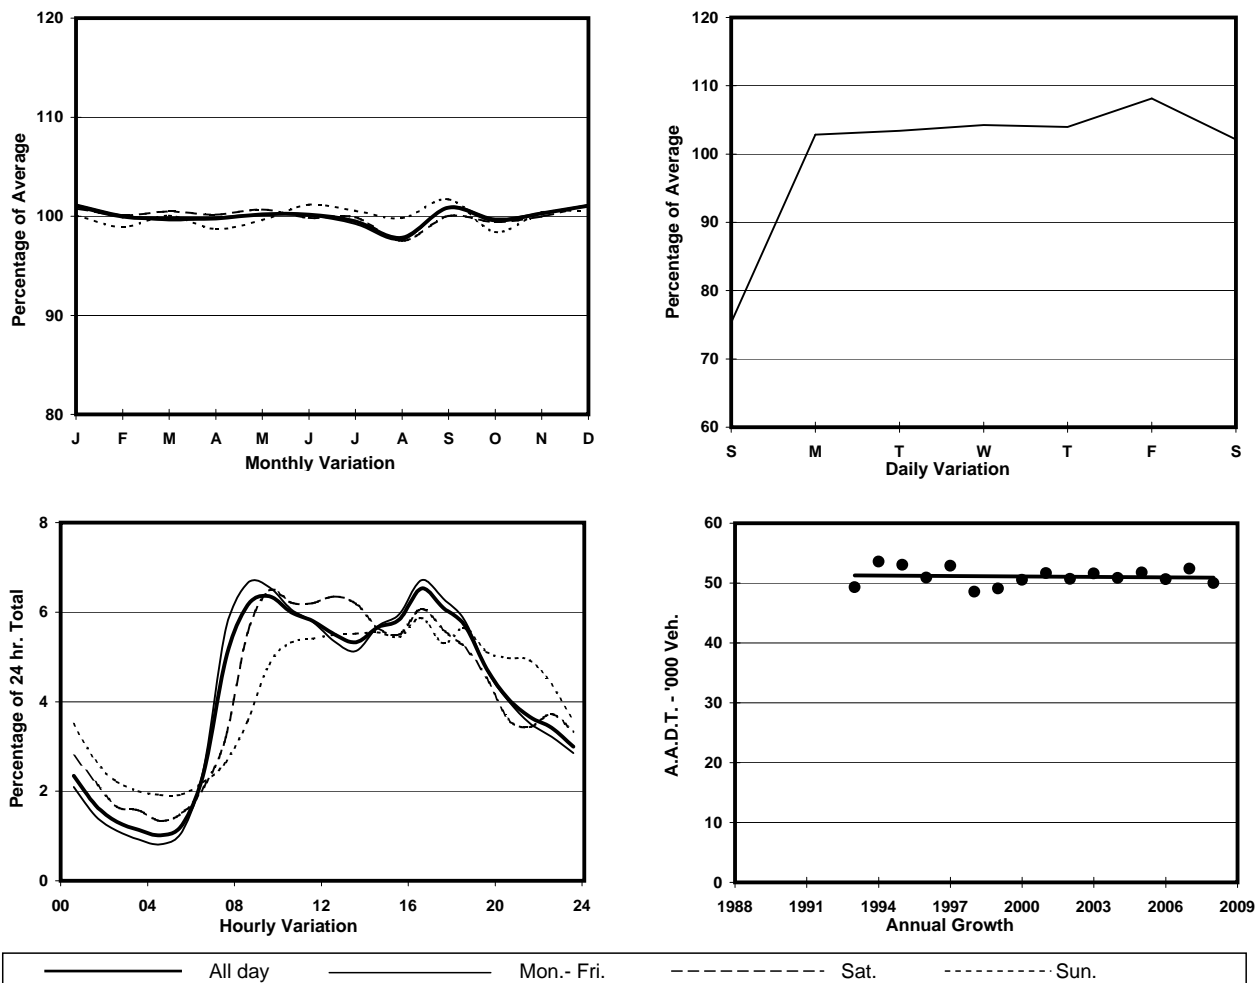 120
110
100
90
80
Percentage of Average
J F M A M J J A S O N D
Monthly Variation
120
110
100
90
80
70
60
Percentage of Average
S M T W T F S
Daily Variation
8
6
4
2
0
Percentage of 24 hr. Total
00 04 08 12 16 20 24
Hourly Variation
60
50
40
30
20
10
0
A.A.D.T. - '000 Veh.
1988 1991 1994 1997 2000 2003 2006 2009
Annual Growth
All day Mon.- Fri. Sat. Sun.